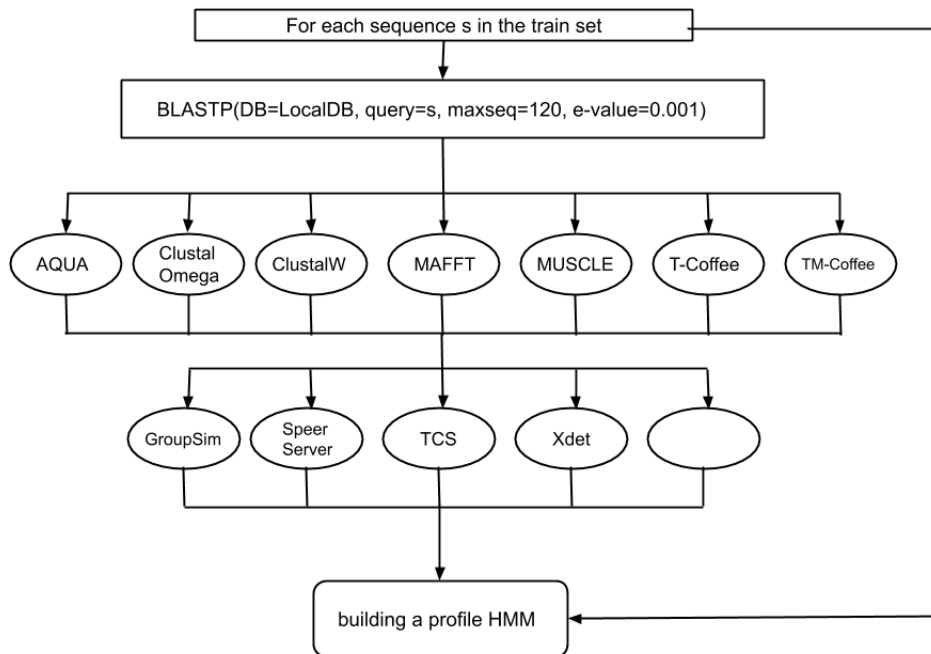 For each sequence s in the train set
BLASTP(DB=LocalDB, query=s, maxseq=120, e-value=0.001)
AQUA
Clustal
Omega
ClustalW
MAFFT
MUSCLE
T-Coffee
TM-Coffee
GroupSim
Speer
Server
TCS
Xdet
building a profile HMM